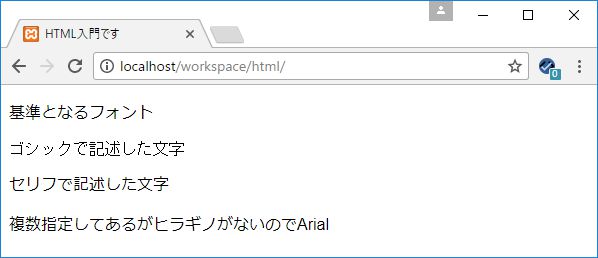 HTML入門です
localhost/workspace/html/
0
基準となるフォント
ゴシックで記述した文字
セリフで記述した文字
複数指定してあるがヒラギノがないのでArial